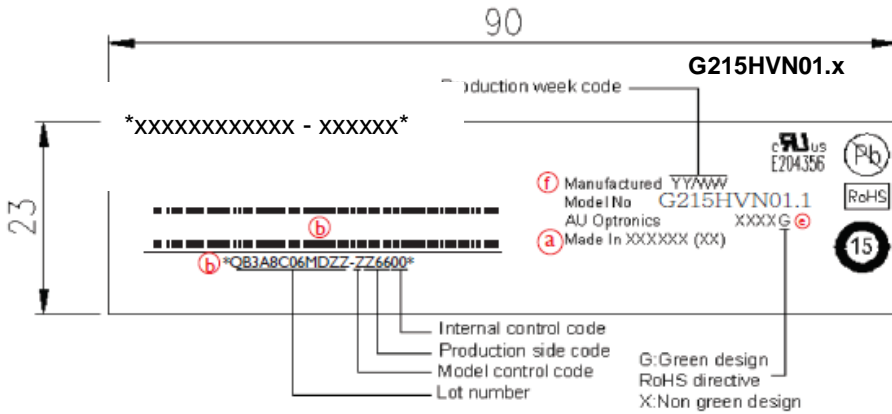 90
G215HVN01.x
Production week code
*xxxxxxxxxxxx - xxxxxx*
23
c RU us
E204356
Pb
f Manufactured YY/WW
Model No G215HVN01.1
RoHS
AU Optronics XXXXG e
a Made In XXXXXX (XX)
15
b
b *QB3A8C06MDZZ-ZZ6600*
Internal control code
Production side code
Model control code
Lot number
G:Green design
RoHS directive
X:Non green design